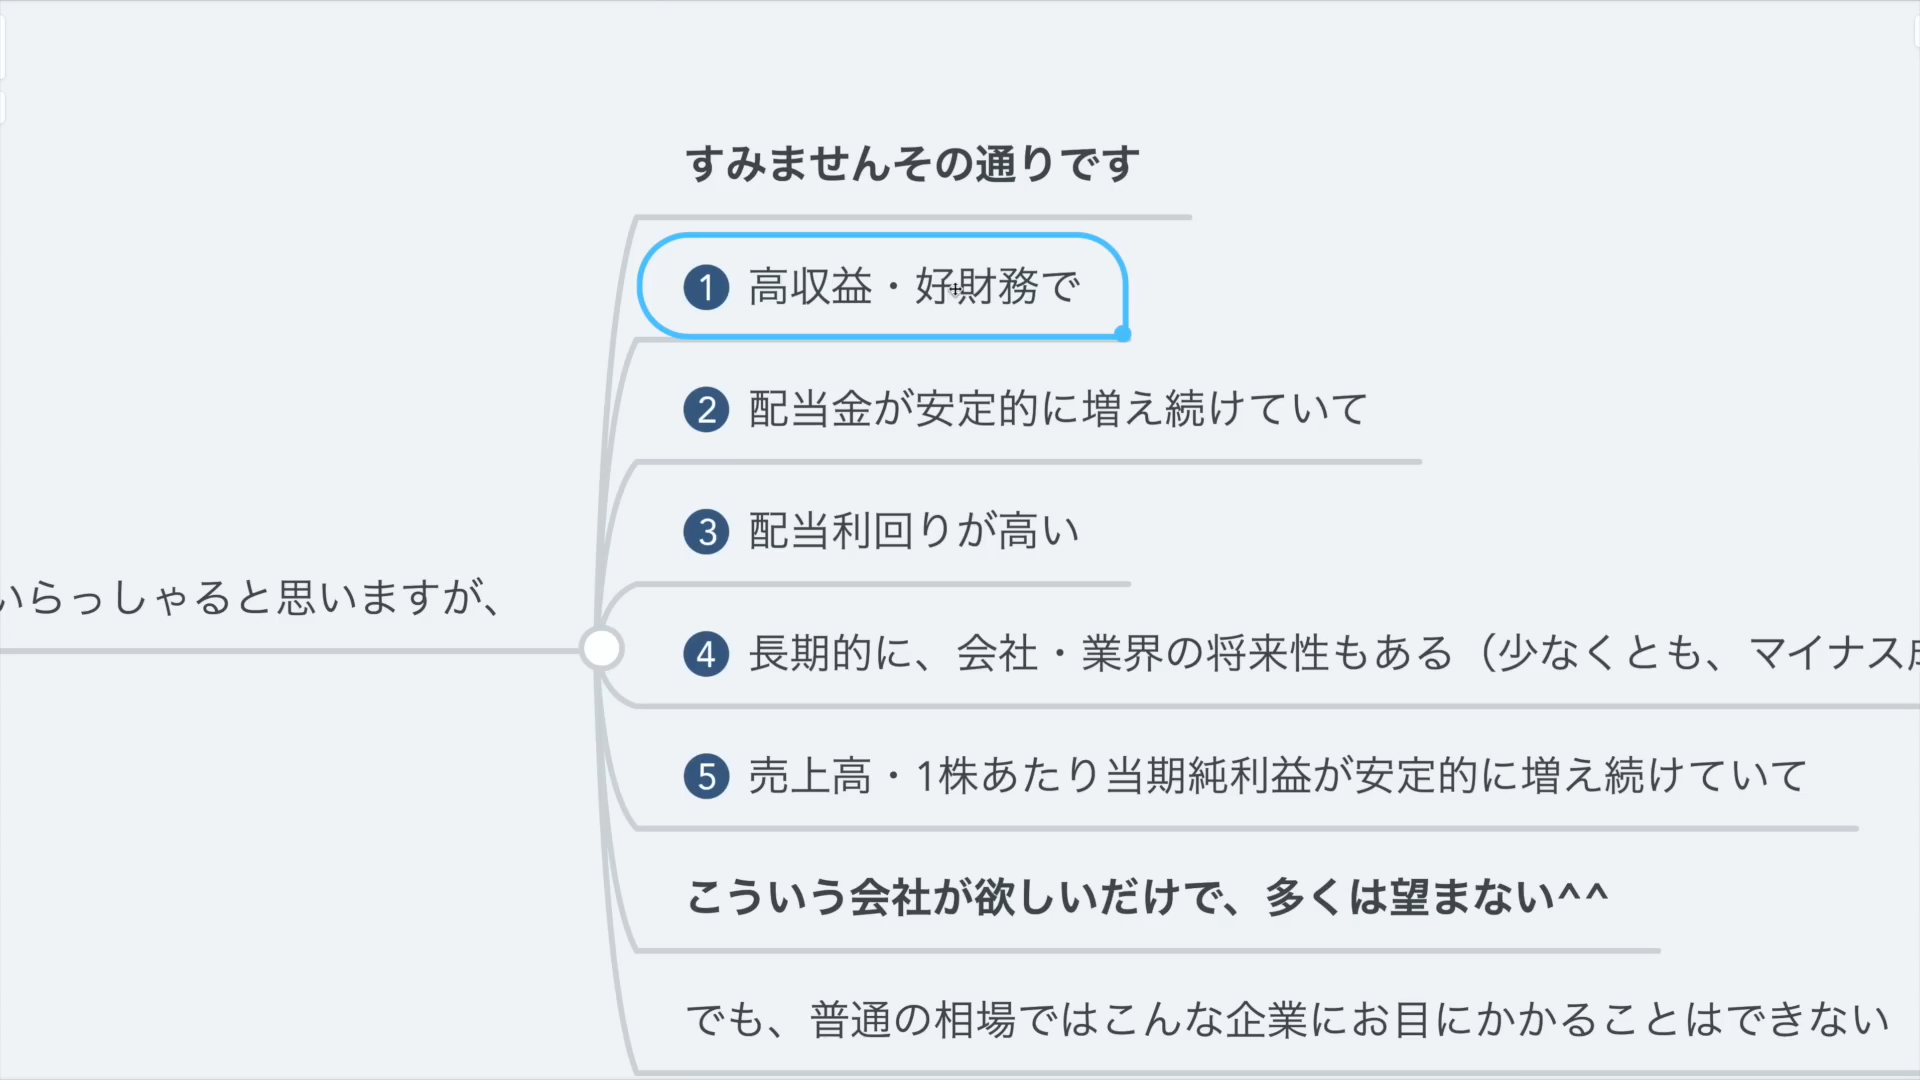 すみませんその通りです
1 高収益・好財務で
2 配当金が安定的に増え続けていて
3 配当利回りが高い
いらっしゃると思いますが、
4 長期的に、会社・業界の将来性もある（少なくとも、マイナス成
5 売上高・1株あたり当期純利益が安定的に増え続けていて
こういう会社が欲しいだけで、多くは望まない^^
でも、普通の相場ではこんな企業にお目にかかることはできない